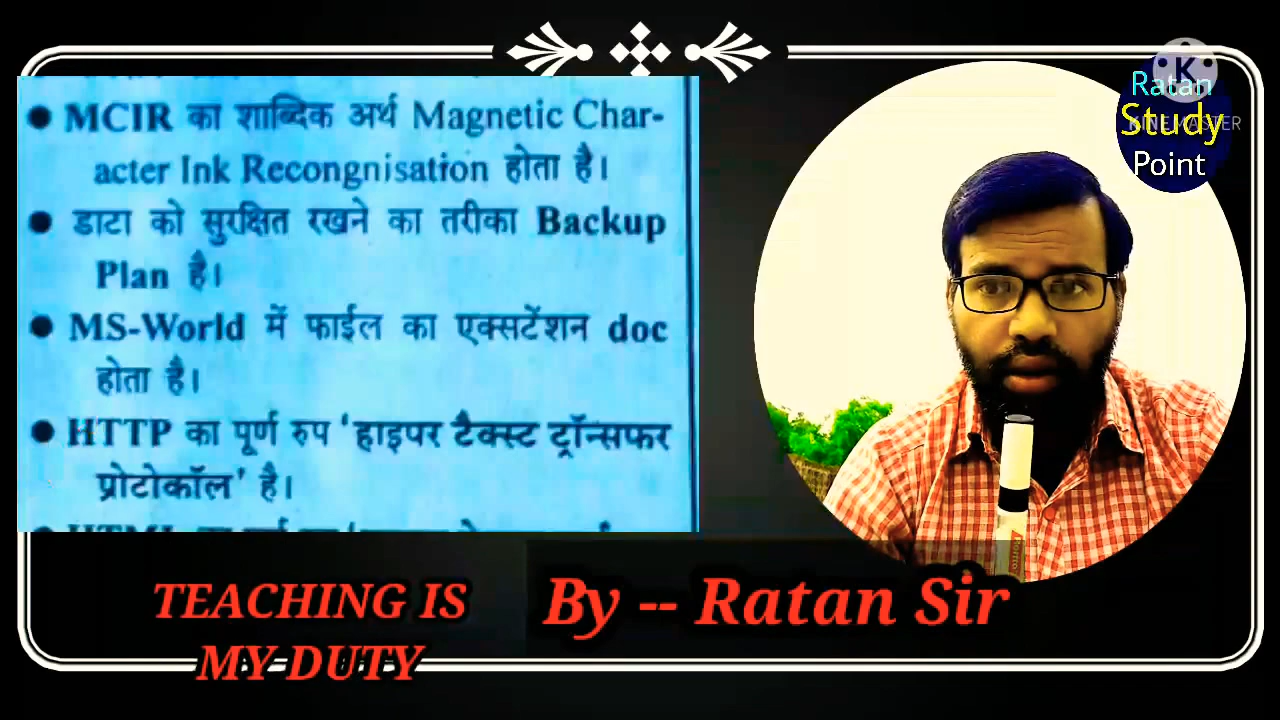 ● MCIR का शाब्दिक अर्थ Magnetic Char-
acter Ink Recongnisation होता है।
● डाटा को सुरक्षित रखने का तरीका Backup
Plan है।
● MS-World में फाईल का एक्सटेंशन doc
होता है।
● HTTP का पूर्ण रुप 'हाइपर टैक्स्ट ट्रॉन्सफर
प्रोटोकॉल' है।
Ratan
Study
Point
K
KINEMASTER
TEACHING IS
MY DUTY
By -- Ratan Sir